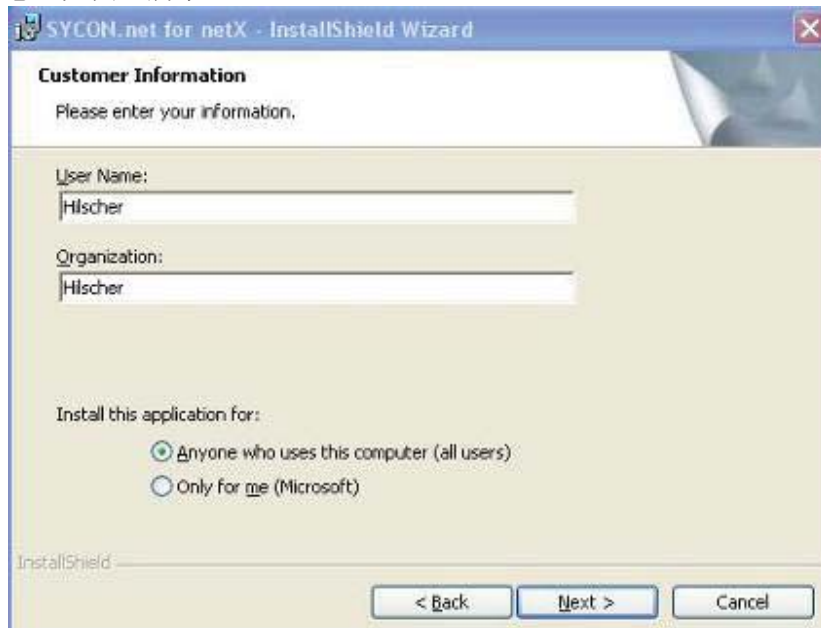 SYCON.net for netX - InstallShield Wizard
Customer Information
Please enter your information.
User Name:
Hilscher
Organization:
Hilscher
Install this application for:
Anyone who uses this computer (all users)
Only for me (Microsoft)
InstallShield
< Back Next > Cancel